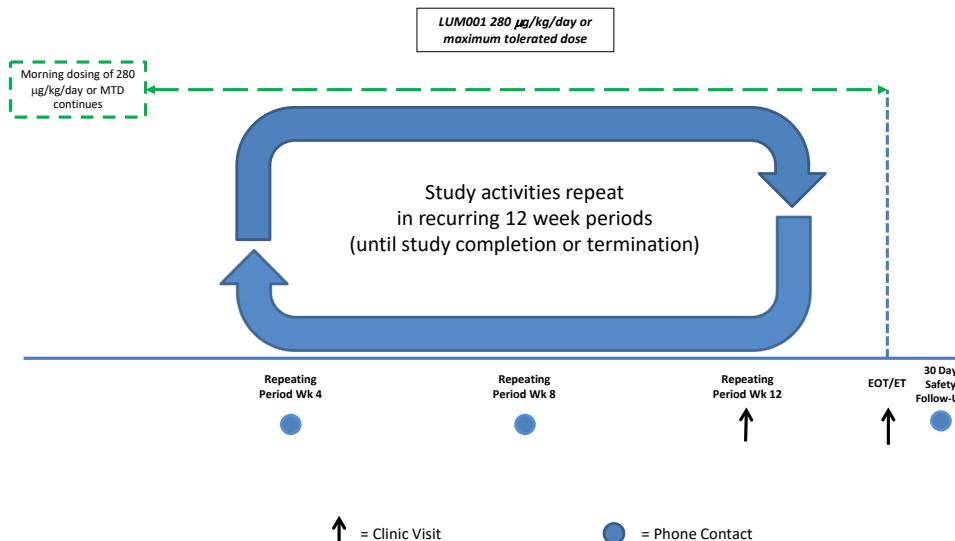 LUM001 280 µg/kg/day or
maximum tolerated dose
Morning dosing of 280
µg/kg/day or MTD
continues
Study activities repeat
in recurring 12 week periods
(until study completion or termination)
Repeating
Period Wk 4
Repeating
Period Wk 8
Repeating
Period Wk 12
EOT/ET
30 Day
Safety
Follow-U
= Clinic Visit
= Phone Contact